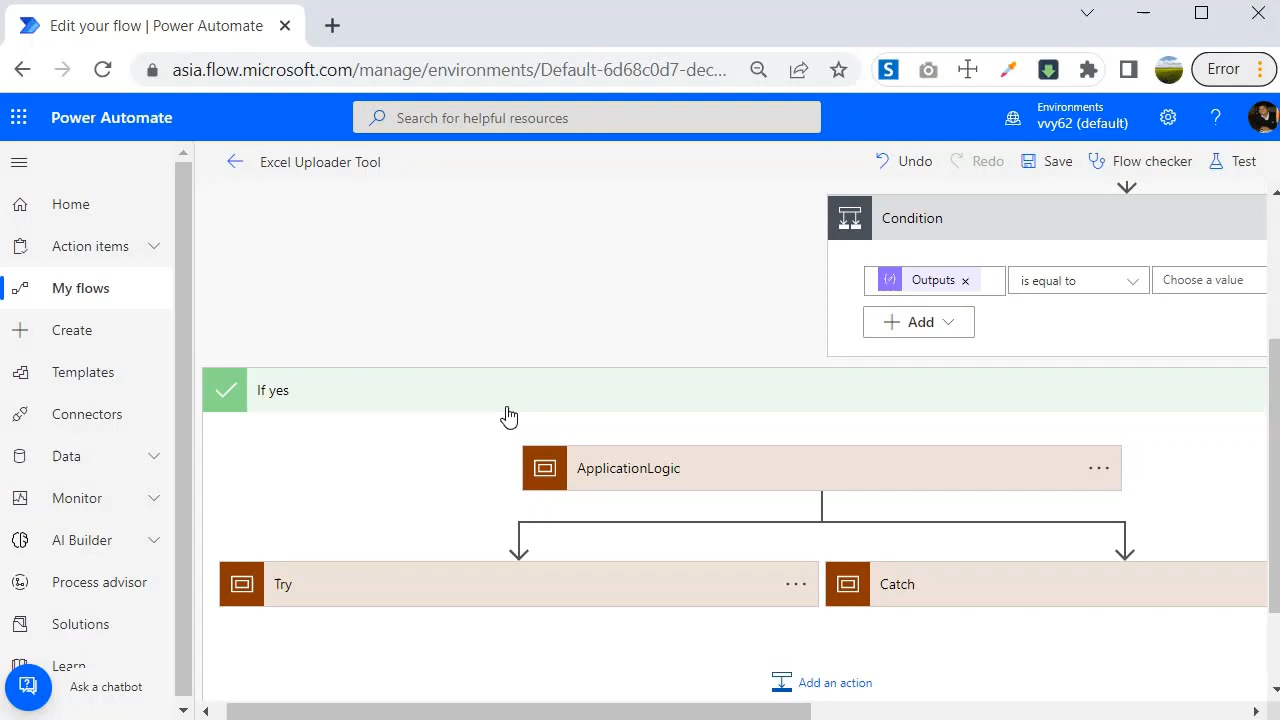 Edit your flow | Power Automate
asia.flow.microsoft.com/manage/environments/Default-6d68c0d7-dec...
S
Error
Power Automate
Search for helpful resources
Environments
vvy62 (default)
Excel Uploader Tool
Undo
Redo
Save
Flow checker
Test
Home
Action items
My flows
Create
Templates
Connectors
Data
Monitor
AI Builder
Process advisor
Solutions
Learn
Ask a chatbot
Condition
Outputs
is equal to
Choose a value
Add
If yes
ApplicationLogic
Try
Catch
Add an action